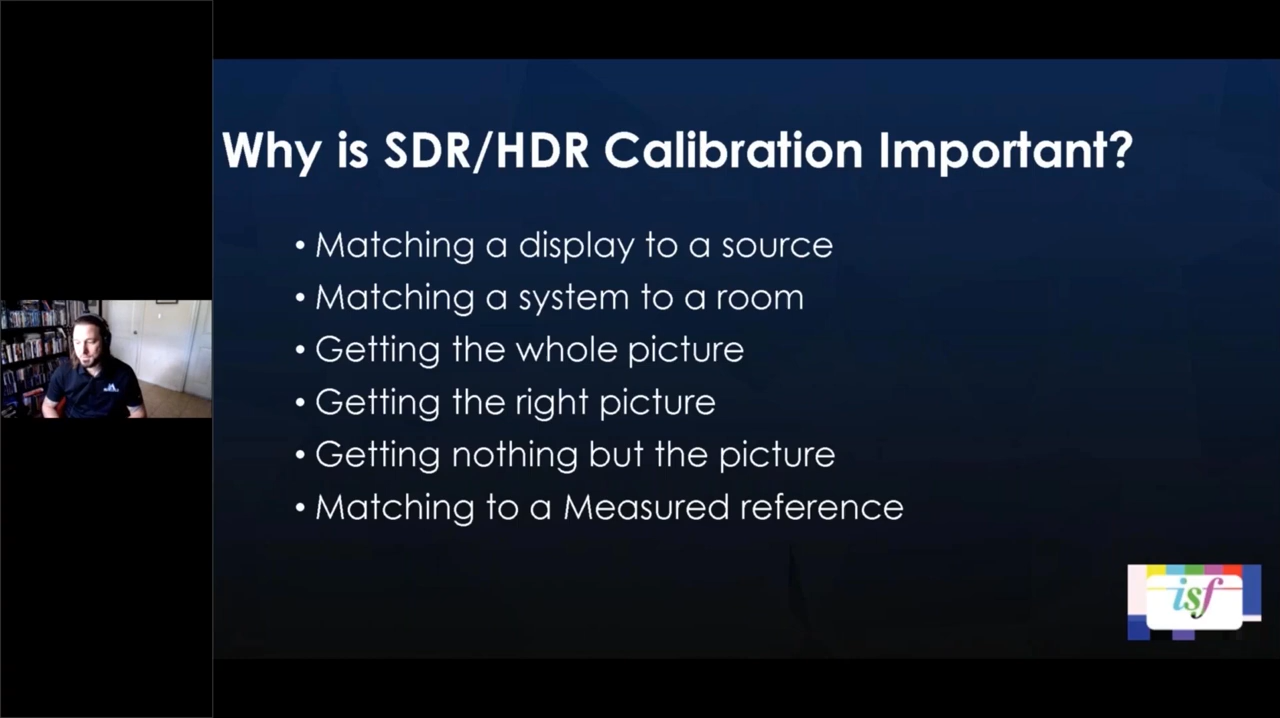 Why is SDR/HDR Calibration Important?
• Matching a display to a source
• Matching a system to a room
• Getting the whole picture
• Getting the right picture
• Getting nothing but the picture
• Matching to a Measured reference
isf